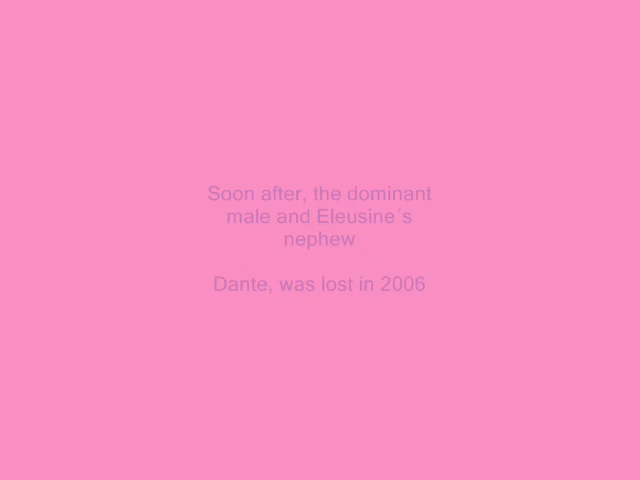 Soon after, the dominant
male and Eleusine´s
nephew
Dante, was lost in 2006